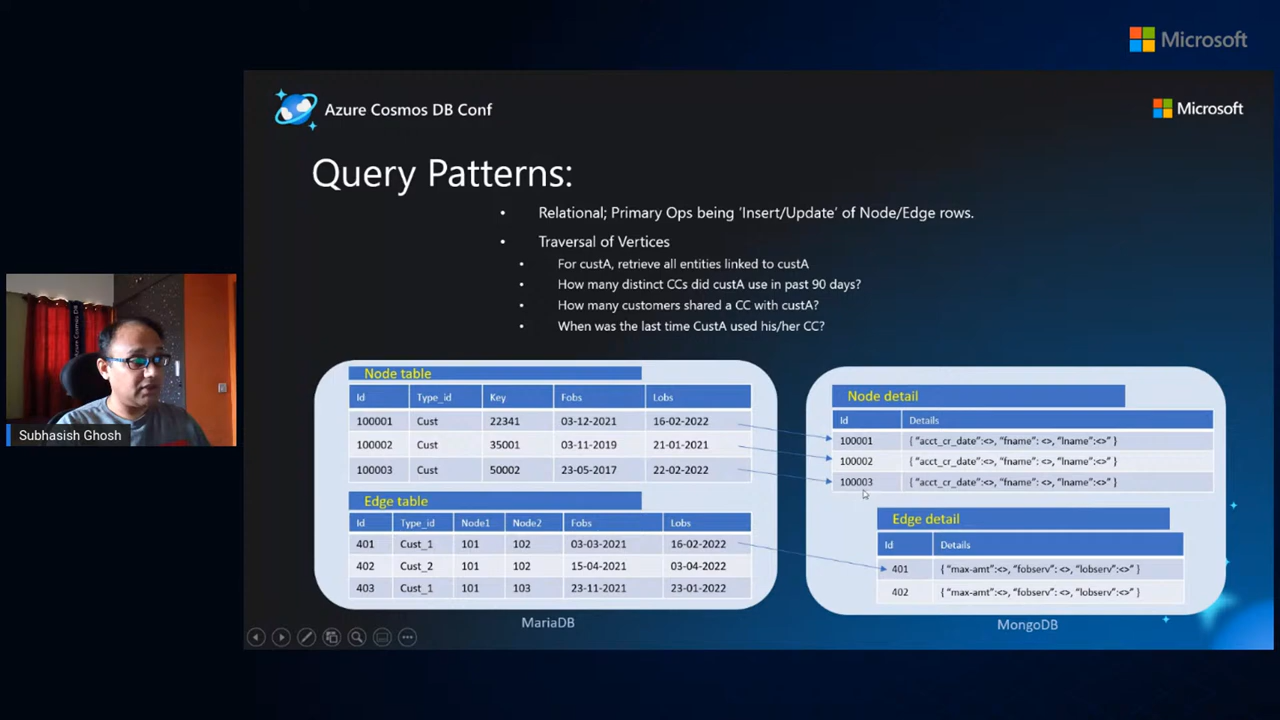 Microsoft
Azure Cosmos DB Conf
Microsoft
Query Patterns:
• Relational; Primary Ops being 'Insert/Update' of Node/Edge rows.
• Traversal of Vertices
• For custA, retrieve all entities linked to custA
• How many distinct CCs did custA use in past 90 days?
• How many customers shared a CC with custA?
• When was the last time CustA used his/her CC?
Subhasish Ghosh
Node table
Id Type_id Key Fobs Lobs
100001 Cust 22341 03-12-2021 16-02-2022
100002 Cust 35001 03-11-2019 21-01-2021
100003 Cust 50002 23-05-2017 22-02-2022
Edge table
Id Type_id Node1 Node2 Fobs Lobs
401 Cust_1 101 102 03-03-2021 16-02-2022
402 Cust_2 101 102 15-04-2021 03-04-2022
403 Cust_1 101 103 23-11-2021 23-01-2022
MariaDB
Node detail
Id Details
100001 { "acct_cr_date":<>, "fname": <>, "lname":<>" }
100002 { "acct_cr_date":<>, "fname": <>, "lname":<>" }
100003 { "acct_cr_date":<>, "fname": <>, "lname":<>" }
Edge detail
Id Details
401 { "max-amt":<>, "fobserv": <>, "lobserv":<>" }
402 { "max-amt":<>, "fobserv": <>, "lobserv":<>" }
MongoDB